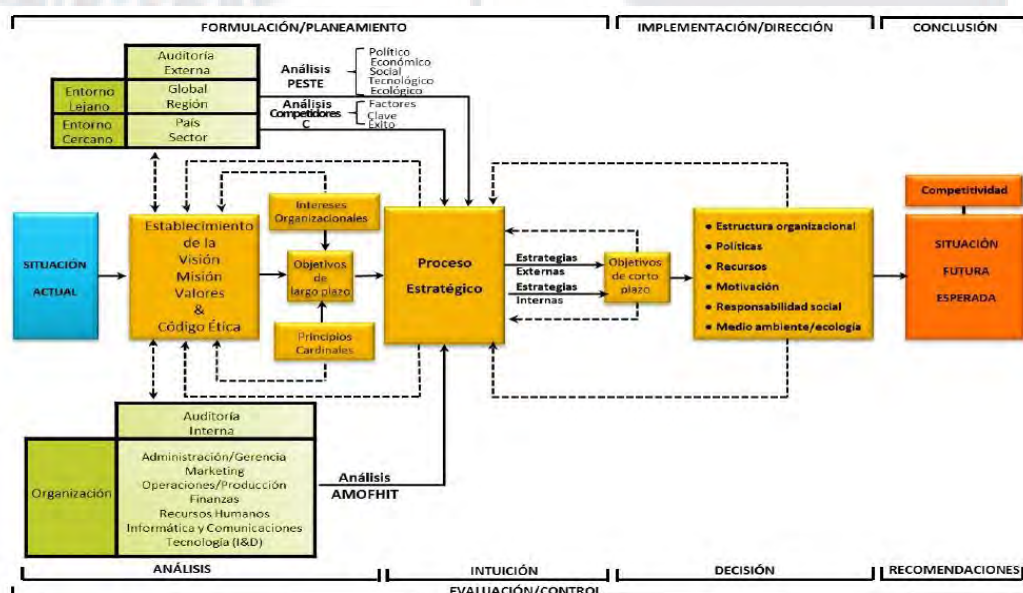 FORMULACIÓN/PLANEAMIENTO
IMPLEMENTACIÓN/DIRECCIÓN
CONCLUSIÓN
Auditoría
Externa
Entorno
Lejano
Global
Región
Entorno
Cercano
País
Sector
Análisis
PESTE
Político
Económico
Social
Tecnológico
Ecológico
Análisis
Competidores
C
Factores
Clave
Éxito
SITUACIÓN
ACTUAL
Establecimiento
de la
Visión
Misión
Valores
&
Código Ética
Intereses
Organizacionales
Objetivos de
largo plazo
Principios
Cardinales
Proceso
Estratégico
Estrategias
Externas
Estrategias
Internas
Objetivos
de corto
plazo
• Estructura organizacional
• Políticas
• Recursos
• Motivación
• Responsabilidad social
• Medio ambiente/ecología
Competitividad
SITUACIÓN
FUTURA
ESPERADA
Auditoría
Interna
Organización
Administración/Gerencia
Marketing
Operaciones/Producción
Finanzas
Recursos Humanos
Informática y Comunicaciones
Tecnología (I&D)
Análisis
AMOFHIT
ANÁLISIS
INTUICIÓN
DECISIÓN
RECOMENDACIONES
EVALUACIÓN/CONTROL